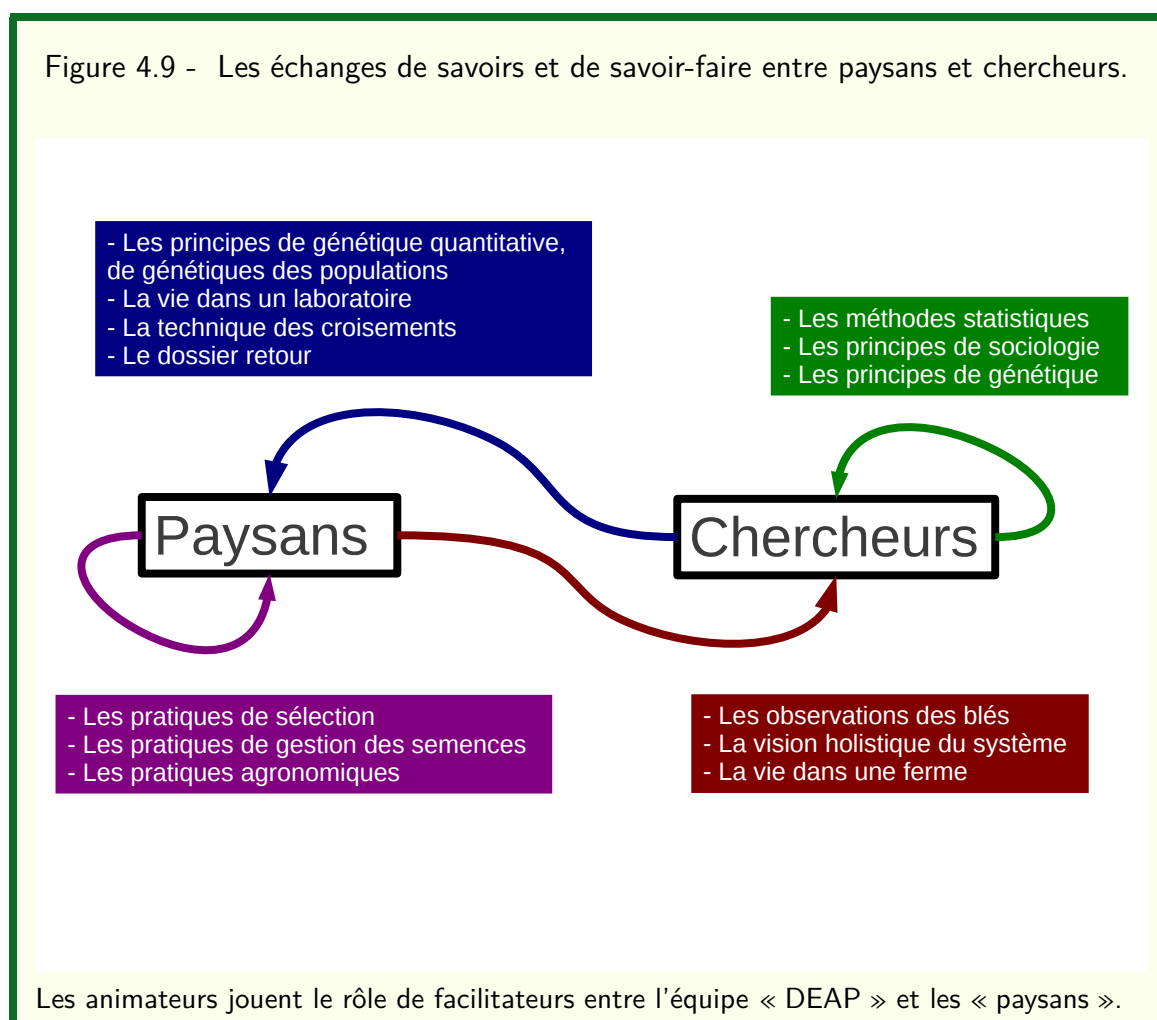 Figure 4.9 - Les échanges de savoirs et de savoir-faire entre paysans et chercheurs.
- Les principes de génétique quantitative,
de génétiques des populations
- La vie dans un laboratoire
- La technique des croisements
- Le dossier retour
- Les méthodes statistiques
- Les principes de sociologie
- Les principes de génétique
Paysans
Chercheurs
- Les pratiques de sélection
- Les pratiques de gestion des semences
- Les pratiques agronomiques
- Les observations des blés
- La vision holistique du système
- La vie dans une ferme
Les animateurs jouent le rôle de facilitateurs entre l'équipe « DEAP » et les « paysans ».